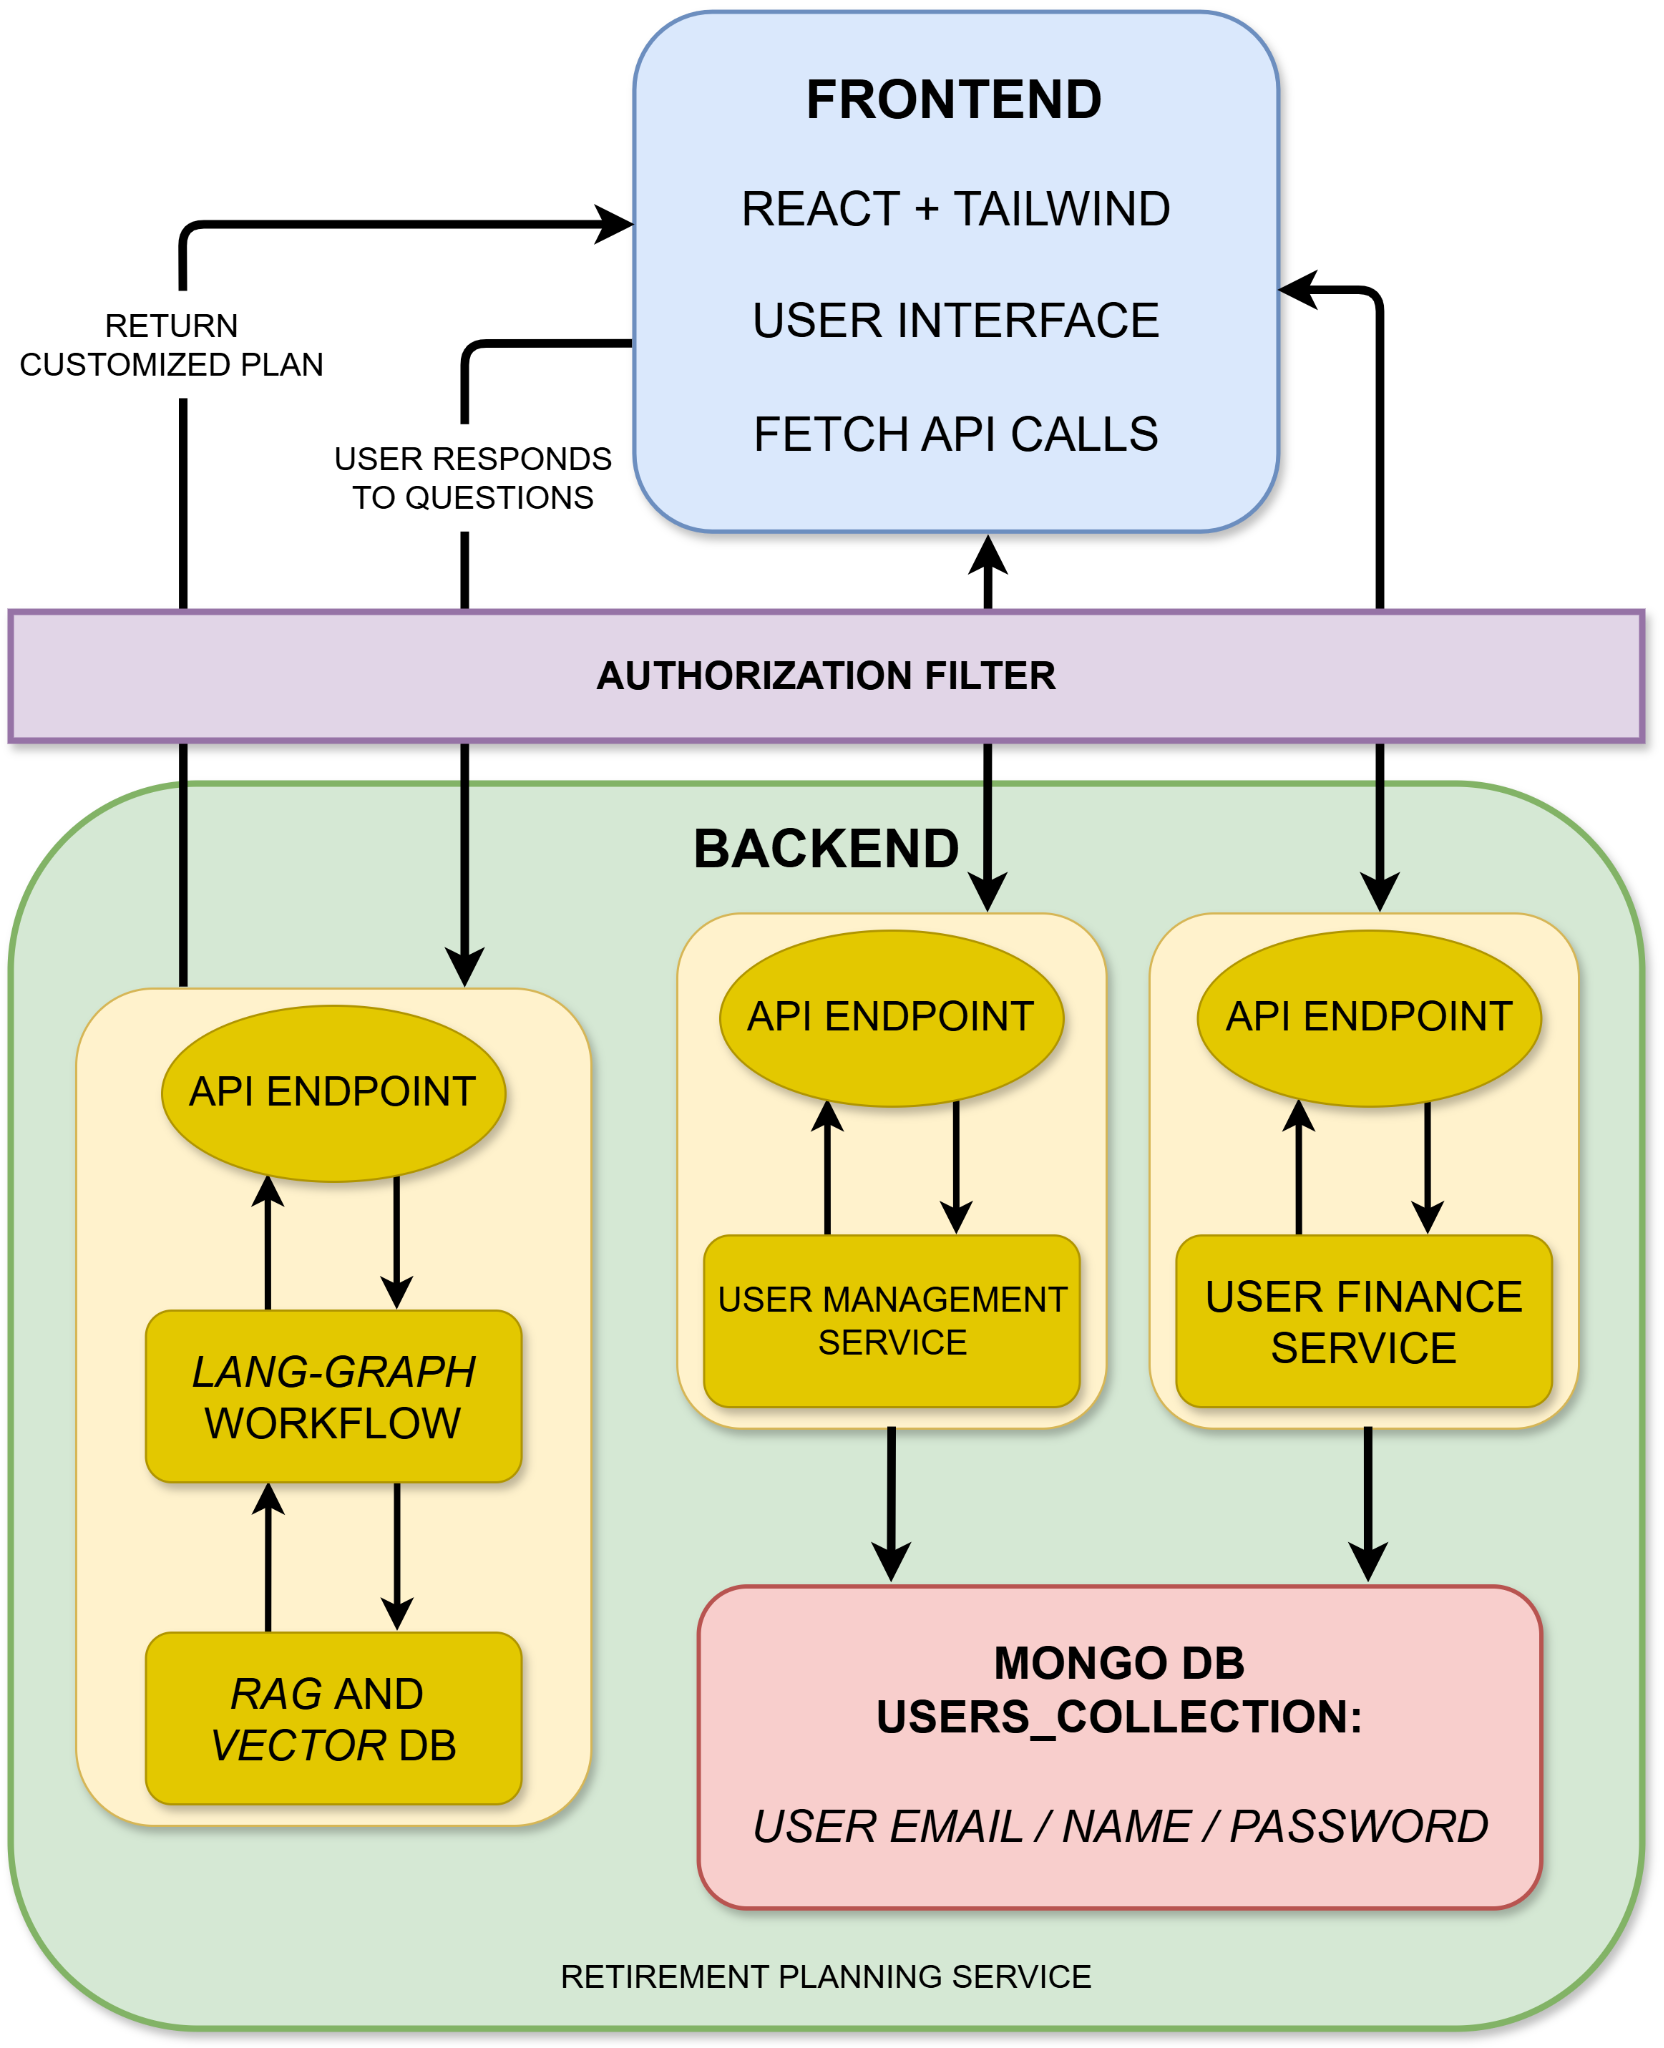 FRONTEND
REACT + TAILWIND
USER INTERFACE
FETCH API CALLS
RETURN
CUSTOMIZED PLAN
USER RESPONDS
TO QUESTIONS
AUTHORIZATION FILTER
BACKEND
API ENDPOINT
LANG-GRAPH
WORKFLOW
RAG AND
VECTOR DB
API ENDPOINT
USER MANAGEMENT
SERVICE
API ENDPOINT
USER FINANCE
SERVICE
MONGO DB
USERS_COLLECTION:
USER EMAIL / NAME / PASSWORD
RETIREMENT PLANNING SERVICE